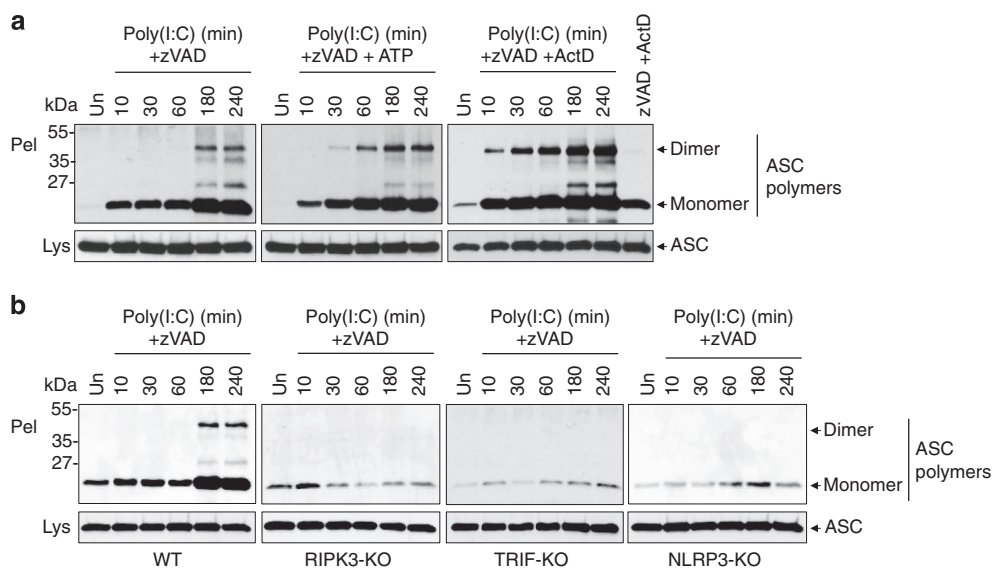 a
Poly(I:C) (min) +zVAD
Poly(I:C) (min) +zVAD + ATP
Poly(I:C) (min) +zVAD +ActD
zVAD +ActD
kDa Un 10 30 60 180 240 Un 10 30 60 180 240 Un 10 30 60 180 240
Pel
55-
35-
27-
Dimer
Monomer
ASC polymers
Lys
ASC
b
Poly(I:C) (min) +zVAD
Poly(I:C) (min) +zVAD
Poly(I:C) (min) +zVAD
Poly(I:C) (min) +zVAD
kDa Un 10 30 60 180 240 Un 10 30 60 180 240 Un 10 30 60 180 240 Un 10 30 60 180 240
Pel
55-
35-
27-
Dimer
Monomer
ASC polymers
Lys
ASC
WT RIPK3-KO TRIF-KO NLRP3-KO